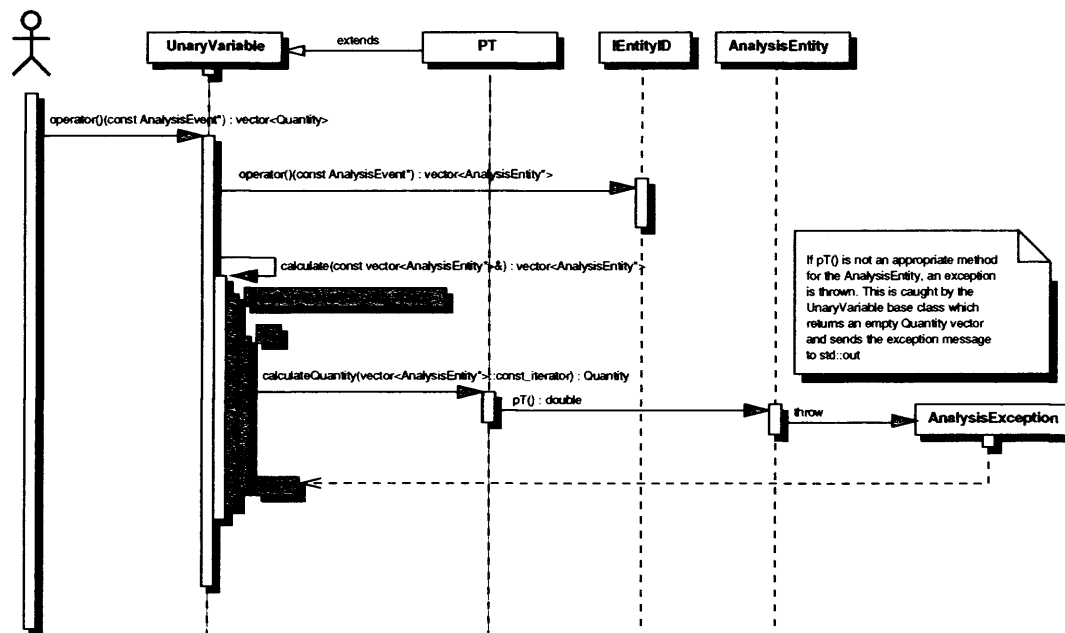 UnaryVariable
extends
PT
IEntityID
AnalysisEntity
operator()(const AnalysisEvent*) : vector<Quantity>
operator()(const AnalysisEvent*) : vector<AnalysisEntity*>
calculate(const vector<AnalysisEntity*>&) : vector<AnalysisEntity*>
If pT() is not an appropriate method
for the AnalysisEntity, an exception
is thrown. This is caught by the
UnaryVariable base class which
returns an empty Quantity vector
and sends the exception message
to std::out
calculateQuantity(vector<AnalysisEntity*>::const_iterator) : Quantity
pT() : double
throw
AnalysisException